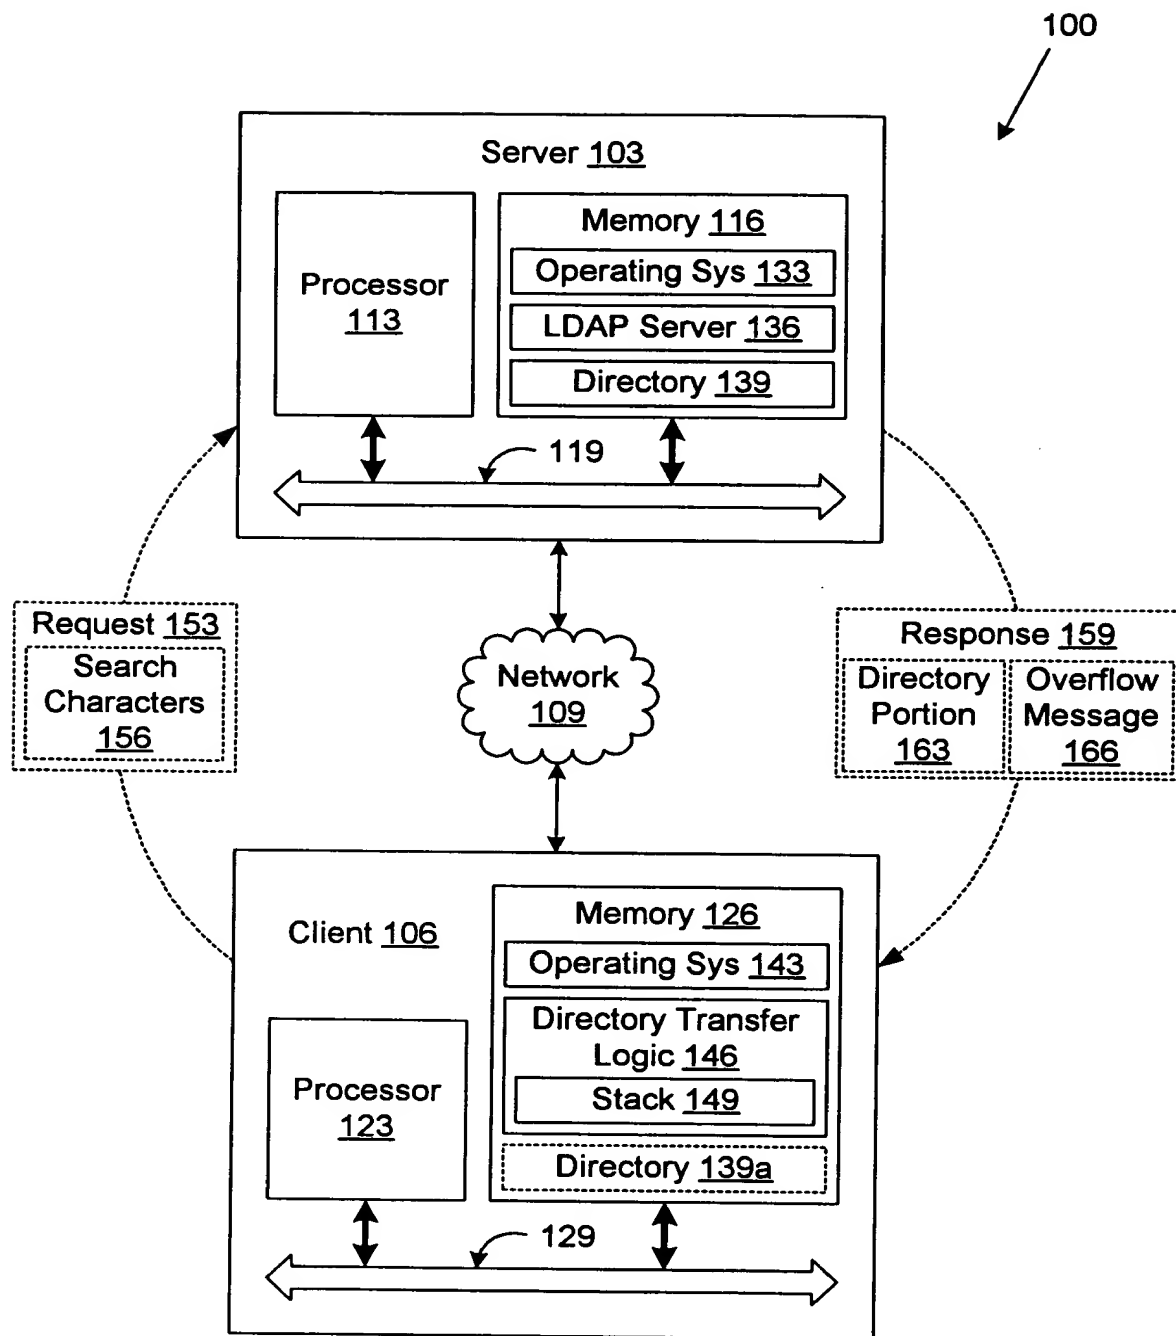 100
Server 103
Processor
113
Memory 116
Operating Sys 133
LDAP Server 136
Directory 139
119
Request 153
Search
Characters
156
Network
109
Response 159
Directory
Portion
163
Overflow
Message
166
Client 106
Processor
123
Memory 126
Operating Sys 143
Directory Transfer
Logic 146
Stack 149
Directory 139a
129